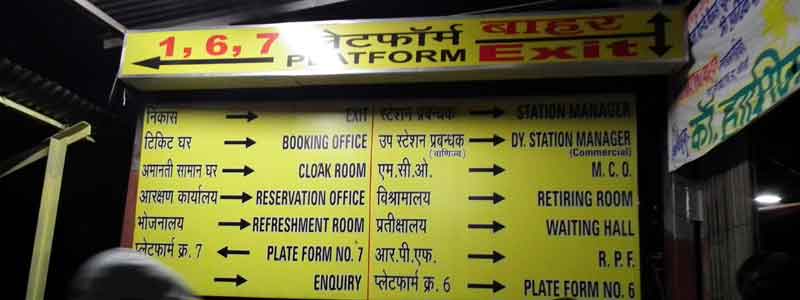 1, 6, 7 प्लेटफॉर्म बाहर
PLATFORM Exit
निकास EXIT
टिकिट घर BOOKING OFFICE
अमानती सामान घर CLOAK ROOM
आरक्षण कार्यालय RESERVATION OFFICE
भोजनालय REFRESHMENT ROOM
प्लेटफार्म क्र. 7 PLATE FORM NO. 7
ENQUIRY
स्टेशन प्रबन्धक STATION MANAGER
उप स्टेशन प्रबन्धक DY. STATION MANAGER
(वाणिज्य) (Commercial)
एम.सी.ओ. M. C. O.
विश्रामालय RETIRING ROOM
प्रतीक्षालय WAITING HALL
आर.पी.एफ. R. P. F.
प्लेटफार्म क्र. 6 PLATE FORM NO. 6